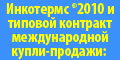 Инкотермс ®2010 и
типовой контракт
международной
купли-продажи: